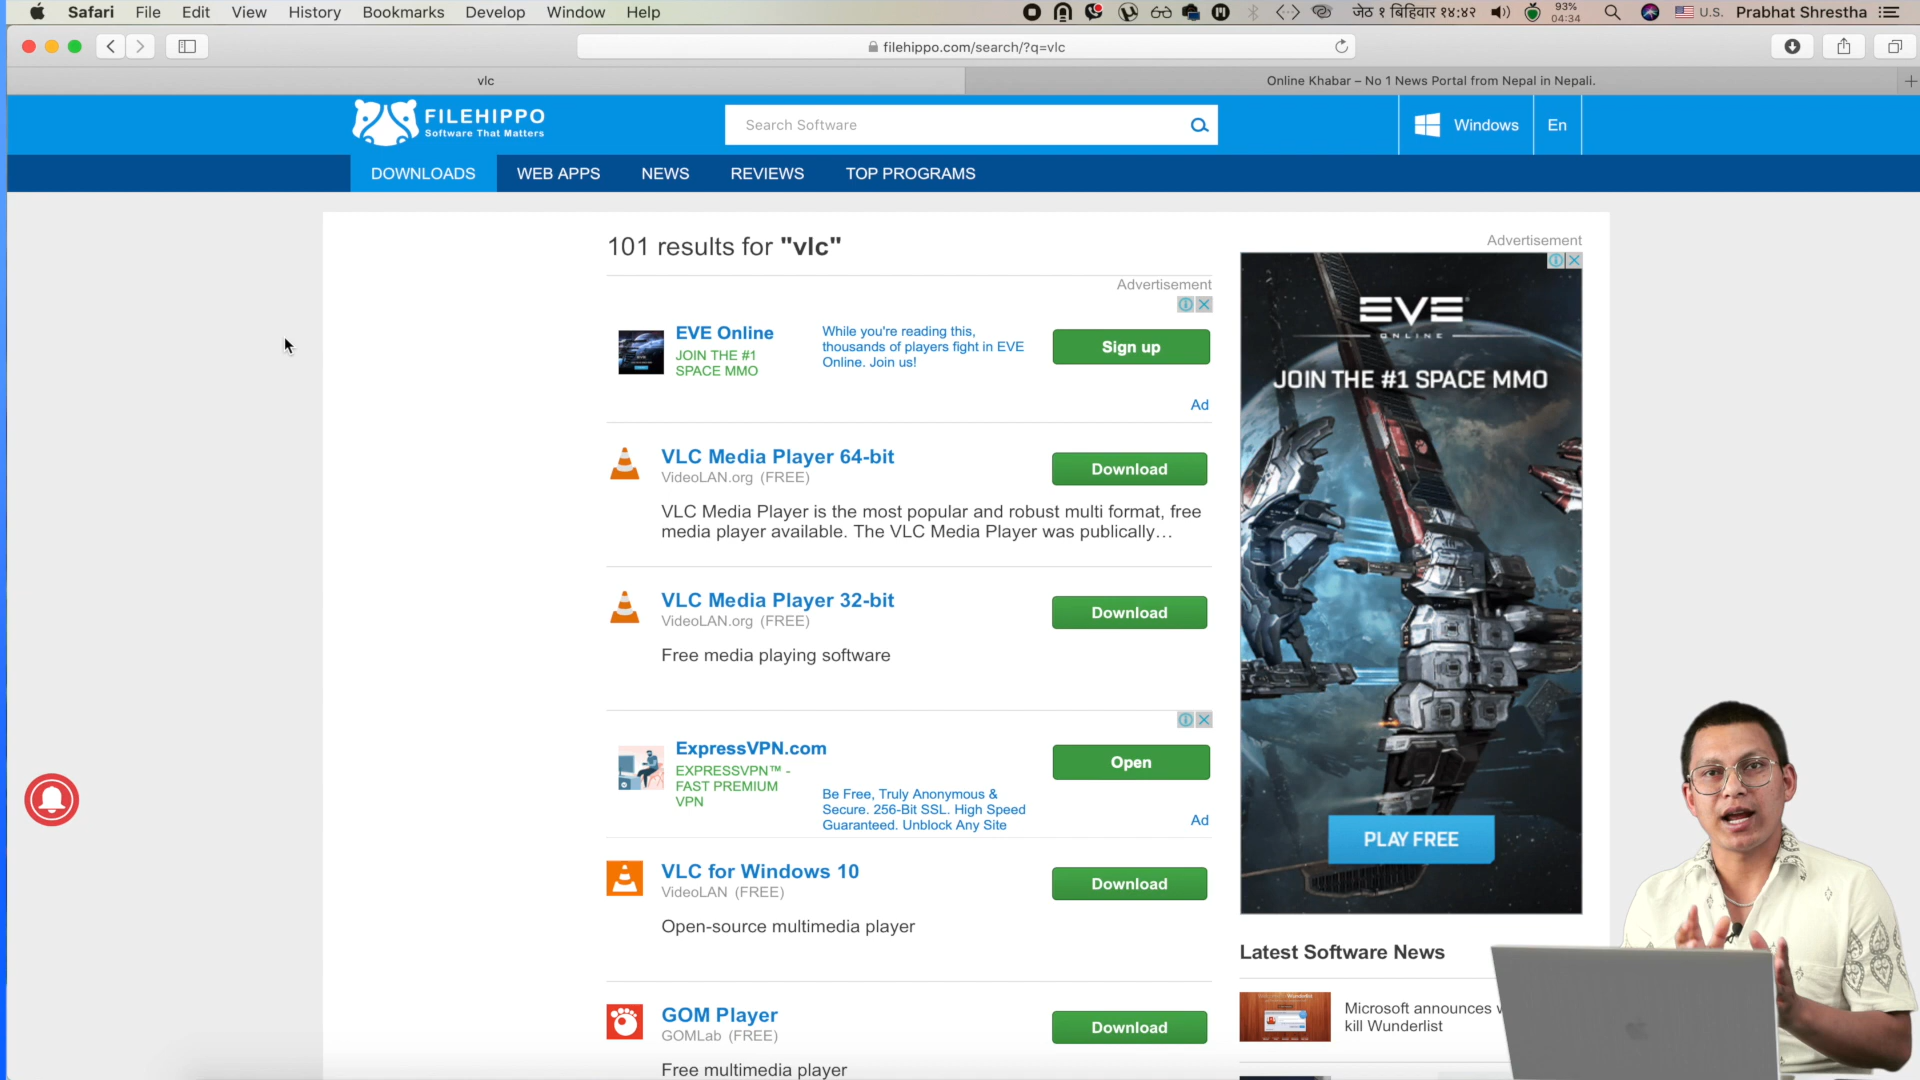 Safari File Edit View History Bookmarks Develop Window Help
जेठ १ बिहिवार १४:४२
93%
04:34
U.S. Prabhat Shrestha
filehippo.com/search/?q=vlc
vlc
Online Khabar – No 1 News Portal from Nepal in Nepali.
FILEHIPPO
Software That Matters
Search Software
Windows
En
DOWNLOADS WEB APPS NEWS REVIEWS TOP PROGRAMS
101 results for "vlc"
Advertisement
EVE Online
JOIN THE #1
SPACE MMO
While you're reading this,
thousands of players fight in EVE
Online. Join us!
Sign up
Ad
VLC Media Player 64-bit
VideoLAN.org (FREE)
Download
VLC Media Player is the most popular and robust multi format, free
media player available. The VLC Media Player was publically…
VLC Media Player 32-bit
VideoLAN.org (FREE)
Download
Free media playing software
ExpressVPN.com
EXPRESSVPN™ -
FAST PREMIUM
VPN
Be Free, Truly Anonymous &
Secure. 256-Bit SSL. High Speed
Guaranteed. Unblock Any Site
Open
Ad
VLC for Windows 10
VideoLAN (FREE)
Download
Open-source multimedia player
GOM Player
GOMLab (FREE)
Download
Free multimedia player
Advertisement
EVE
ONLINE
JOIN THE #1 SPACE MMO
PLAY FREE
Latest Software News
Microsoft announces
kill Wunderlist